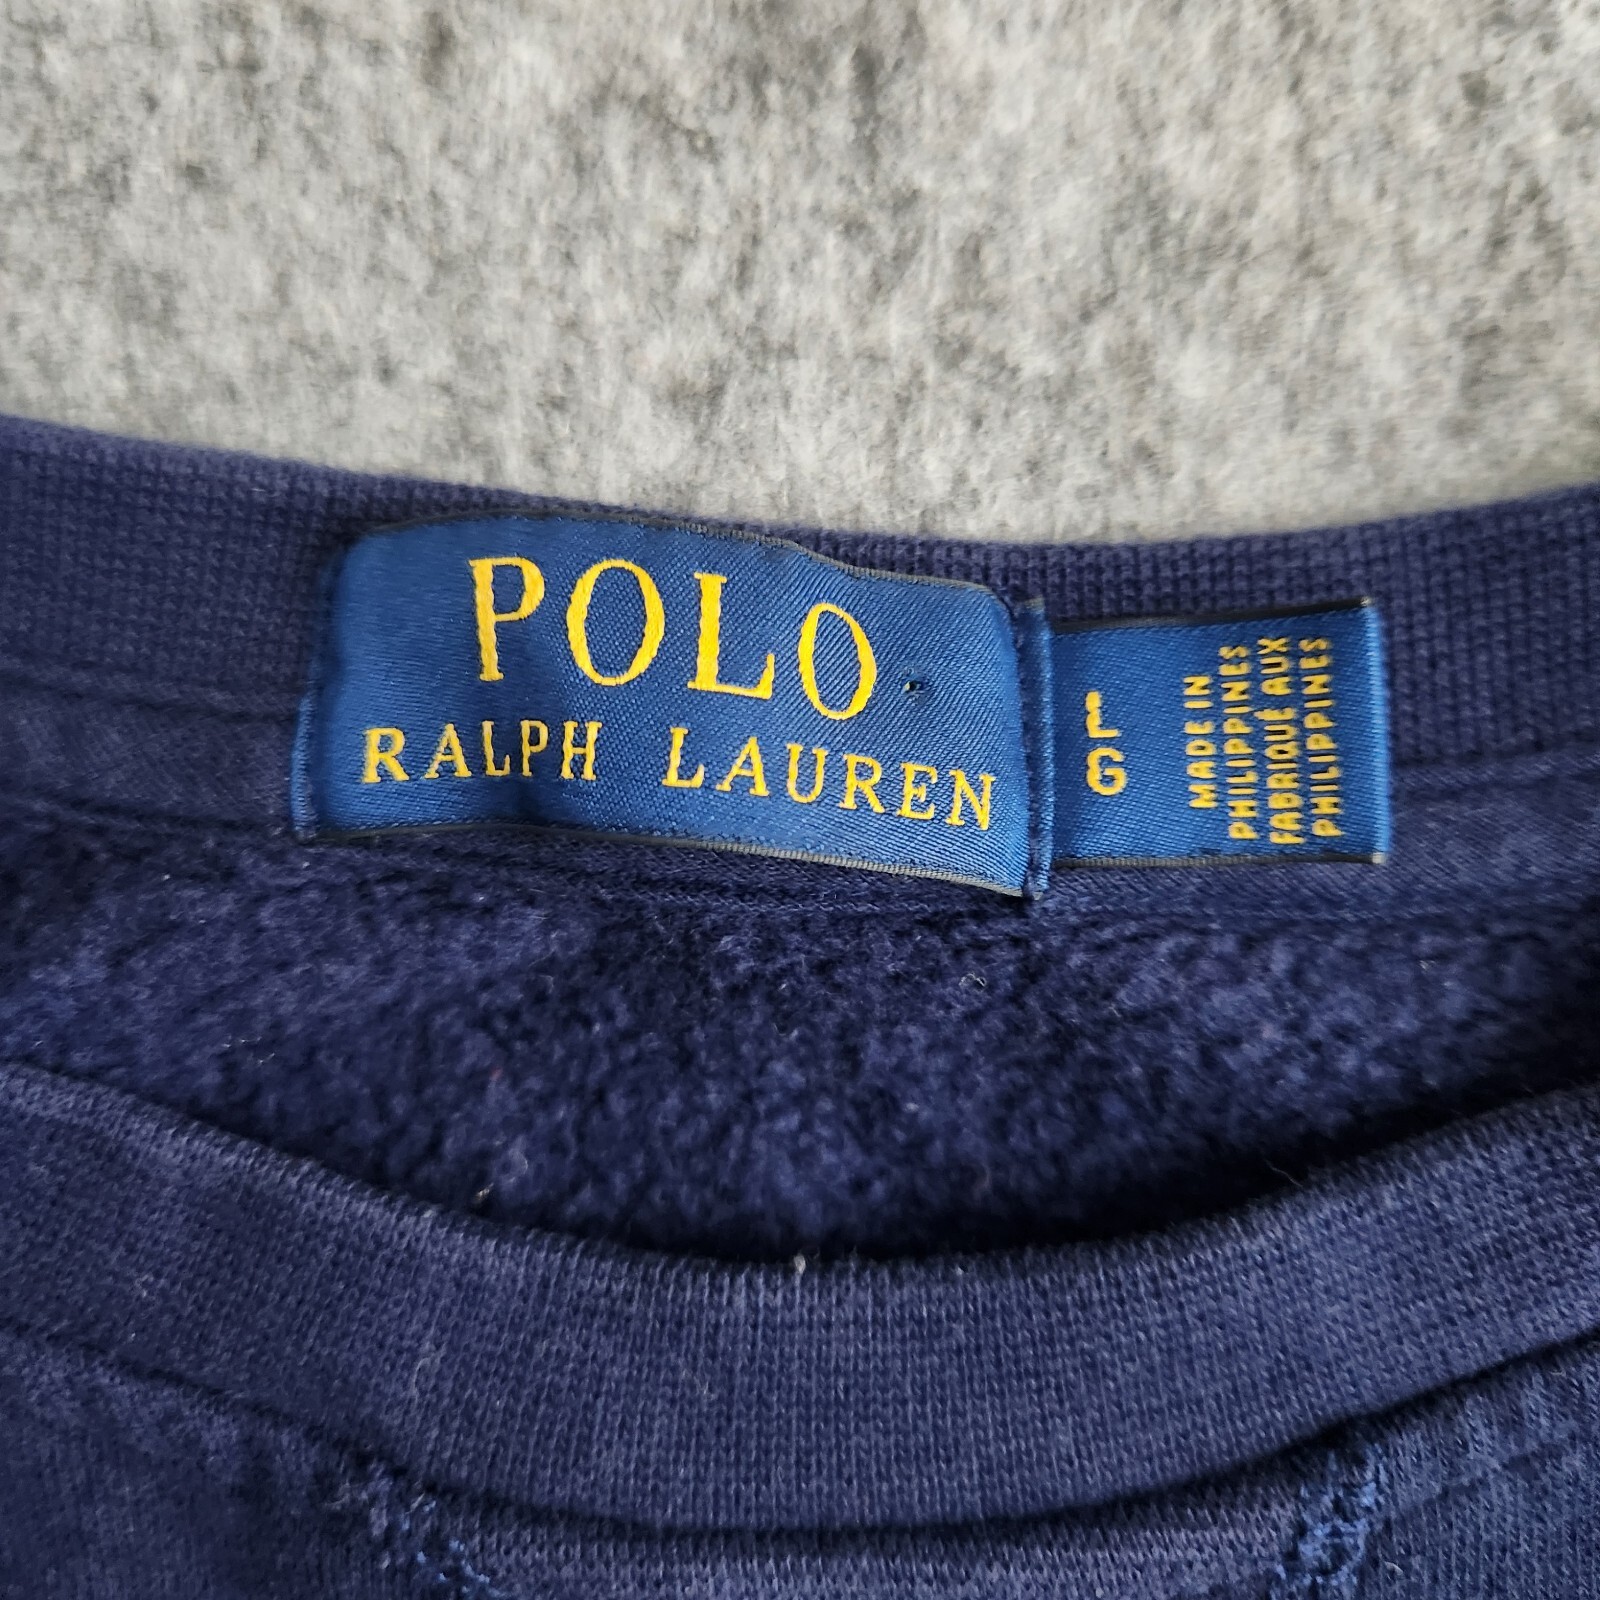 POLO
RALPH LAUREN
L
G
MADE IN
PHILIPPINES
FABRIQUÉ AUX
PHILIPPINES